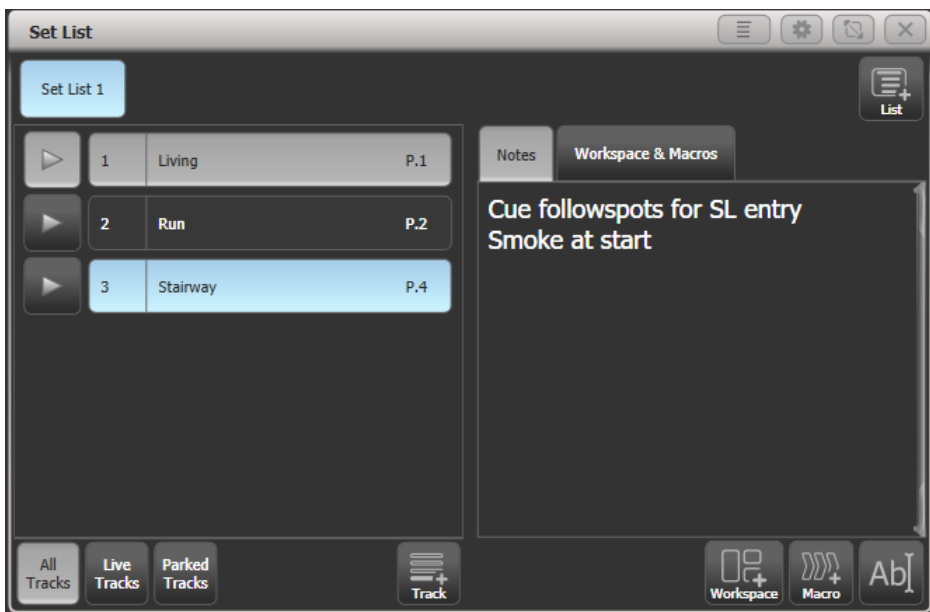 Set List
Set List 1
List
1 Living P.1
2 Run P.2
3 Stairway P.4
Notes
Workspace & Macros
Cue followspots for SL entry
Smoke at start
All
Tracks
Live
Tracks
Parked
Tracks
Track
Workspace
Macro
Ab